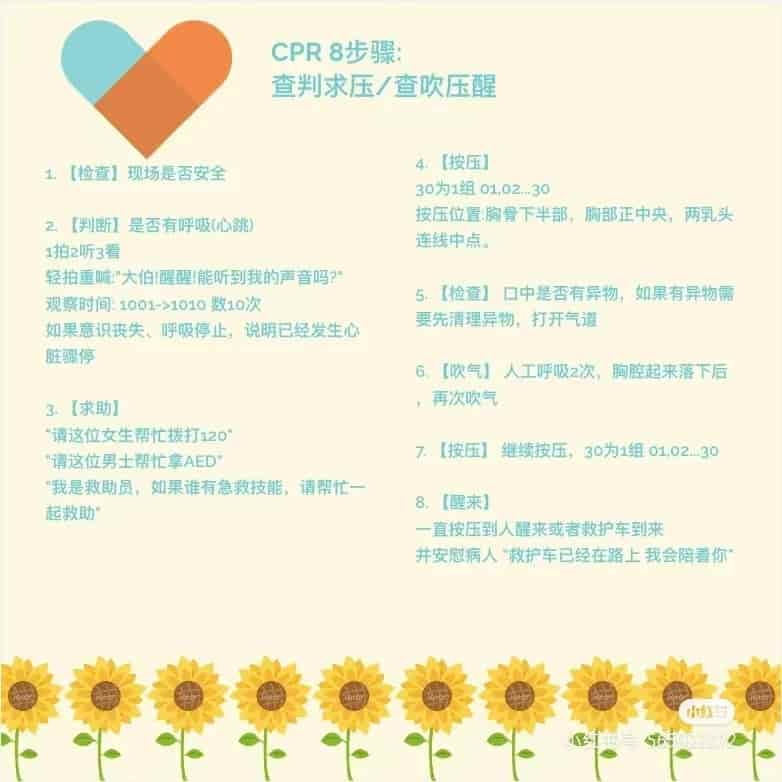 CPR 8步骤:
查判求压/查吹压醒
1. 【检查】现场是否安全
2. 【判断】是否有呼吸(心跳)
1拍2听3看
轻拍重喊:"大伯!醒醒!能听到我的声音吗?"
观察时间: 1001->1010 数10次
如果意识丧失、呼吸停止，说明已经发生心
脏骤停
3. 【求助】
"请这位女生帮忙拨打120"
"请这位男士帮忙拿AED"
"我是救助员，如果谁有急救技能，请帮忙一
起救助"
4. 【按压】
30为1组 01,02...30
按压位置:胸骨下半部，胸部正中央，两乳头
连线中点。
5. 【检查】 口中是否有异物，如果有异物需
要先清理异物，打开气道
6. 【吹气】 人工呼吸2次，胸腔起来落下后
，再次吹气
7. 【按压】 继续按压，30为1组 01,02...30
8. 【醒来】
一直按压到人醒来或者救护车到来
并安慰病人 "救护车已经在路上 我会陪着你"
小红书
小红书号